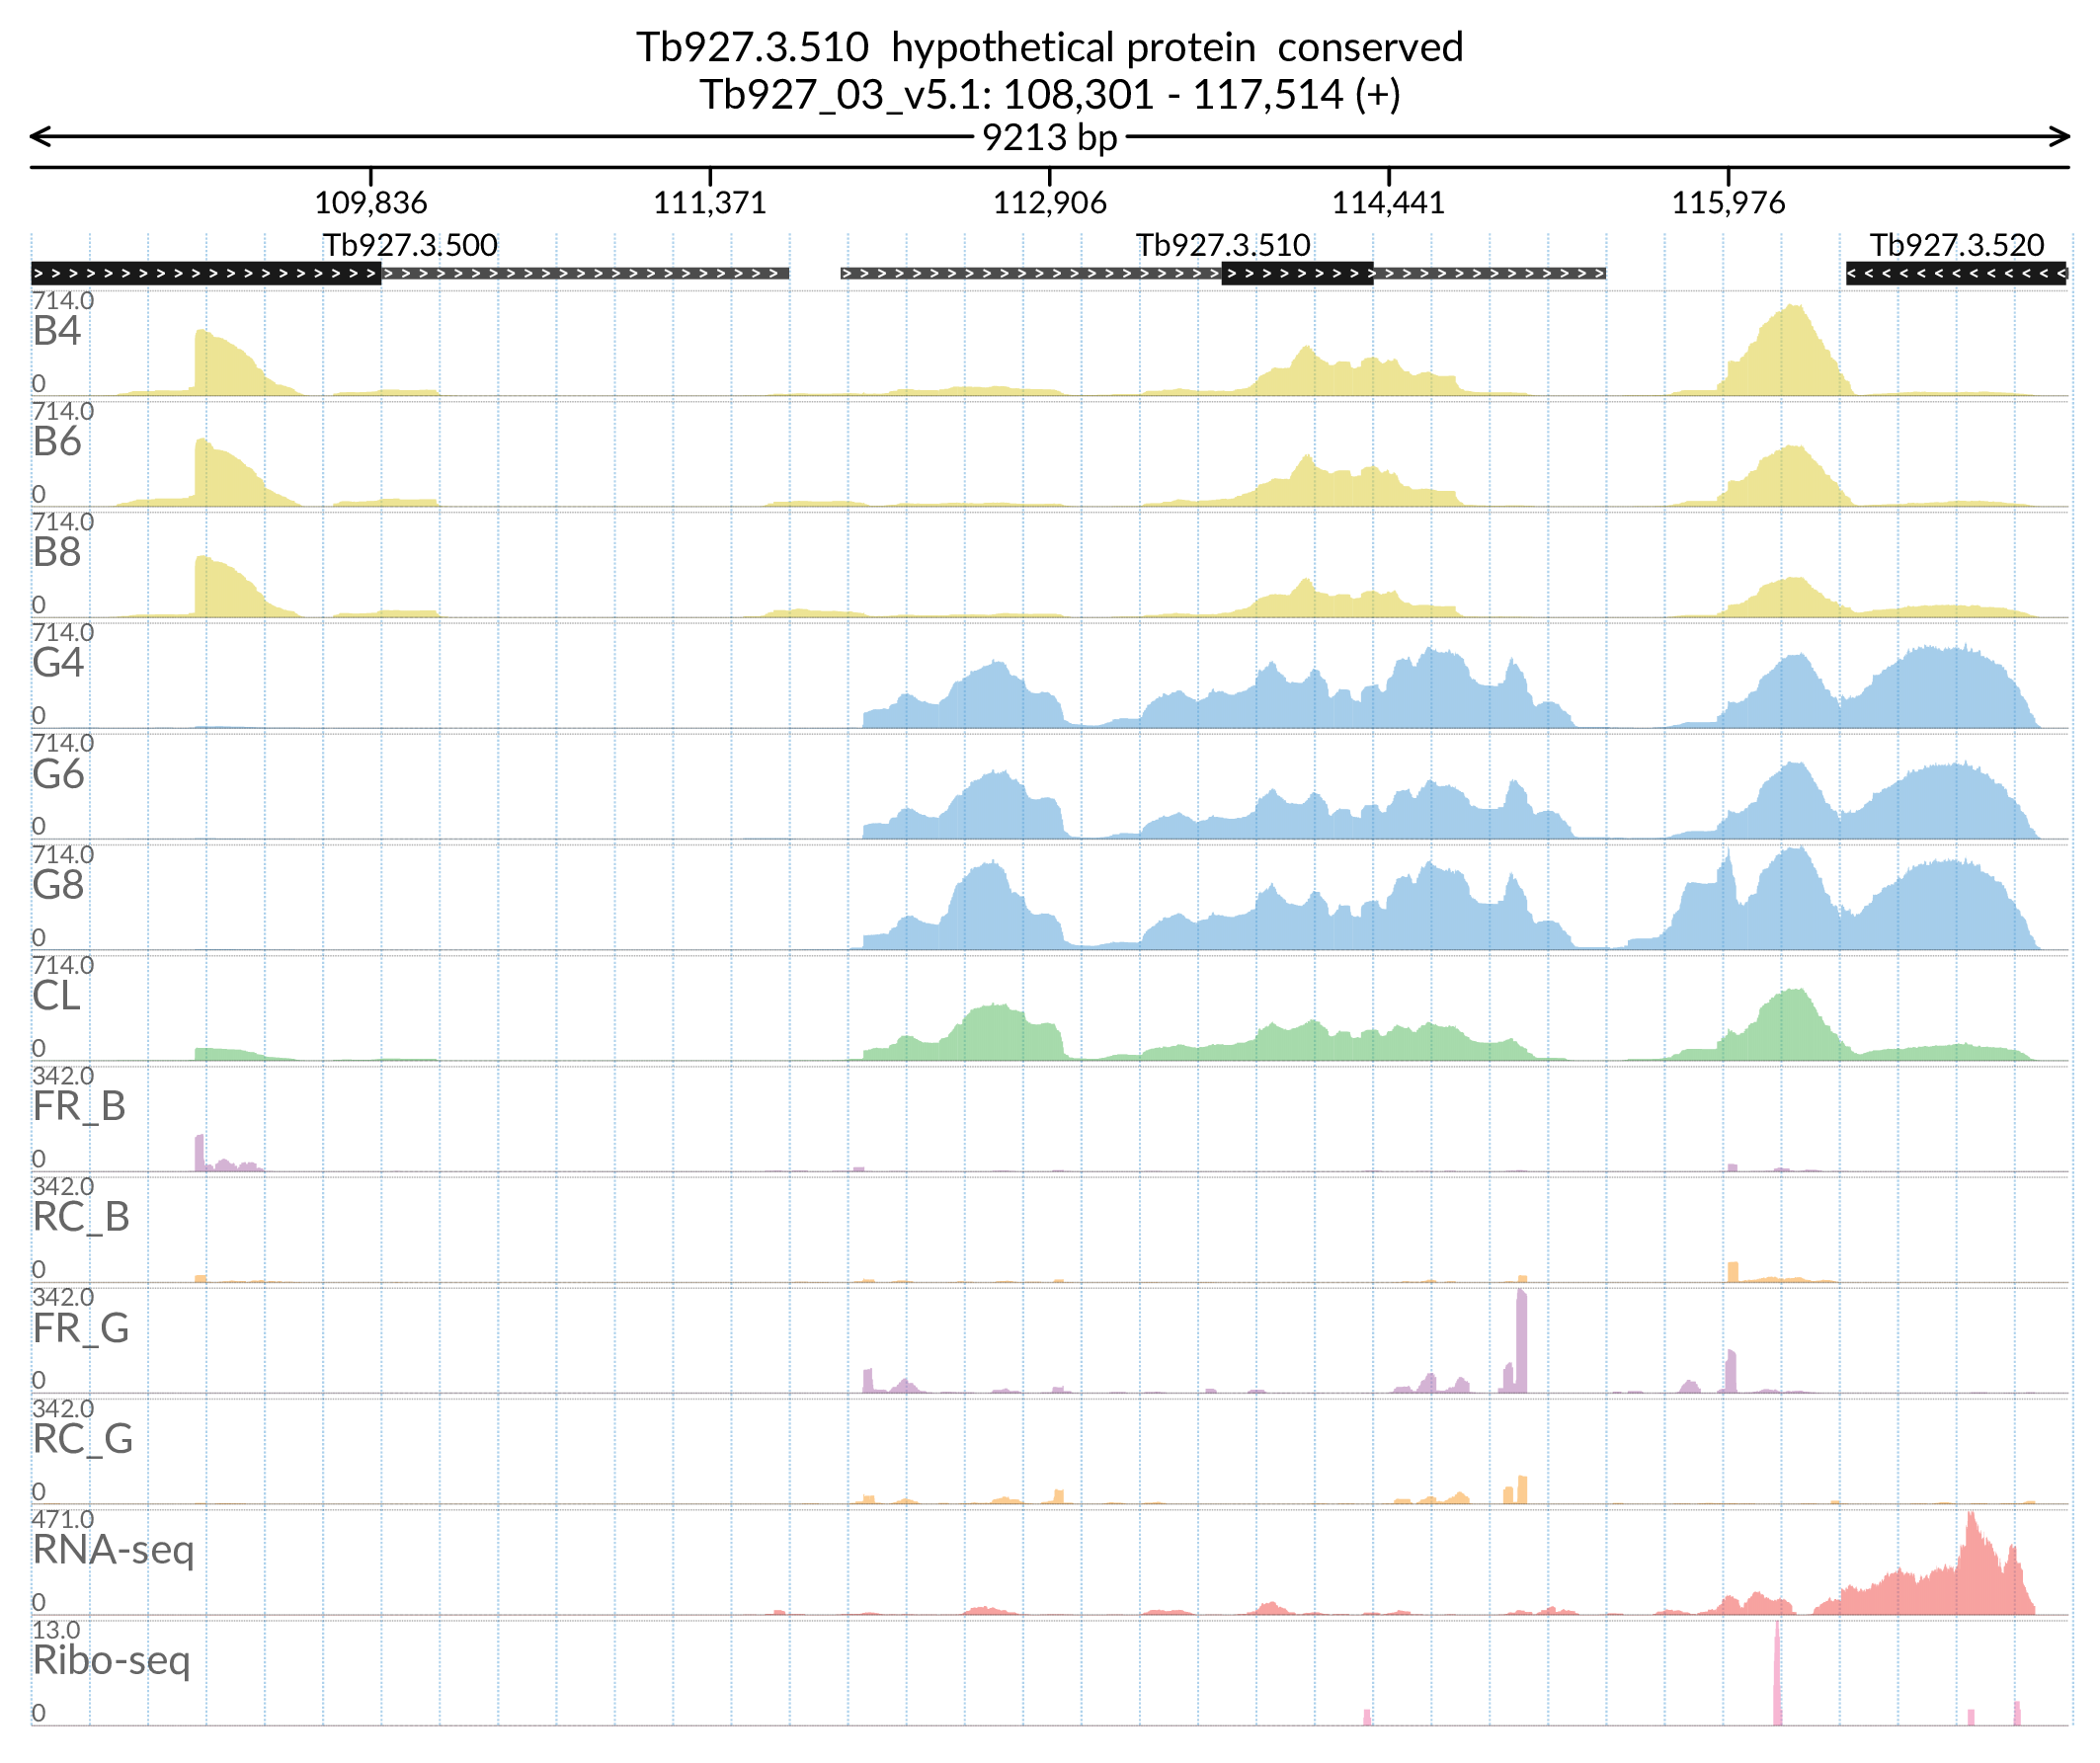 Tb927.3.510  hypothetical protein  conserved
Tb927_03_v5.1: 108,301 - 117,514 (+)
9213 bp
109,836 111,371 112,906 114,441 115,976
Tb927.3.500 Tb927.3.510 Tb927.3.520
714.0
B4
0
714.0
B6
0
714.0
B8
0
714.0
G4
0
714.0
G6
0
714.0
G8
0
714.0
CL
0
342.0
FR_B
0
342.0
RC_B
0
342.0
FR_G
0
342.0
RC_G
0
471.0
RNA-seq
0
13.0
Ribo-seq
0